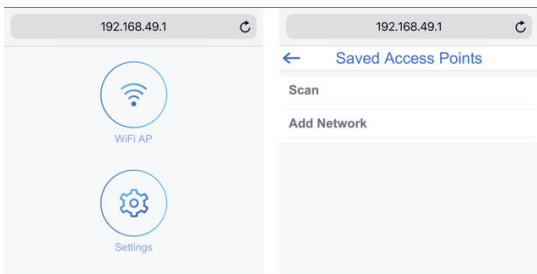 192.168.49.1
WiFi AP
Settings
192.168.49.1
Saved Access Points
Scan
Add Network